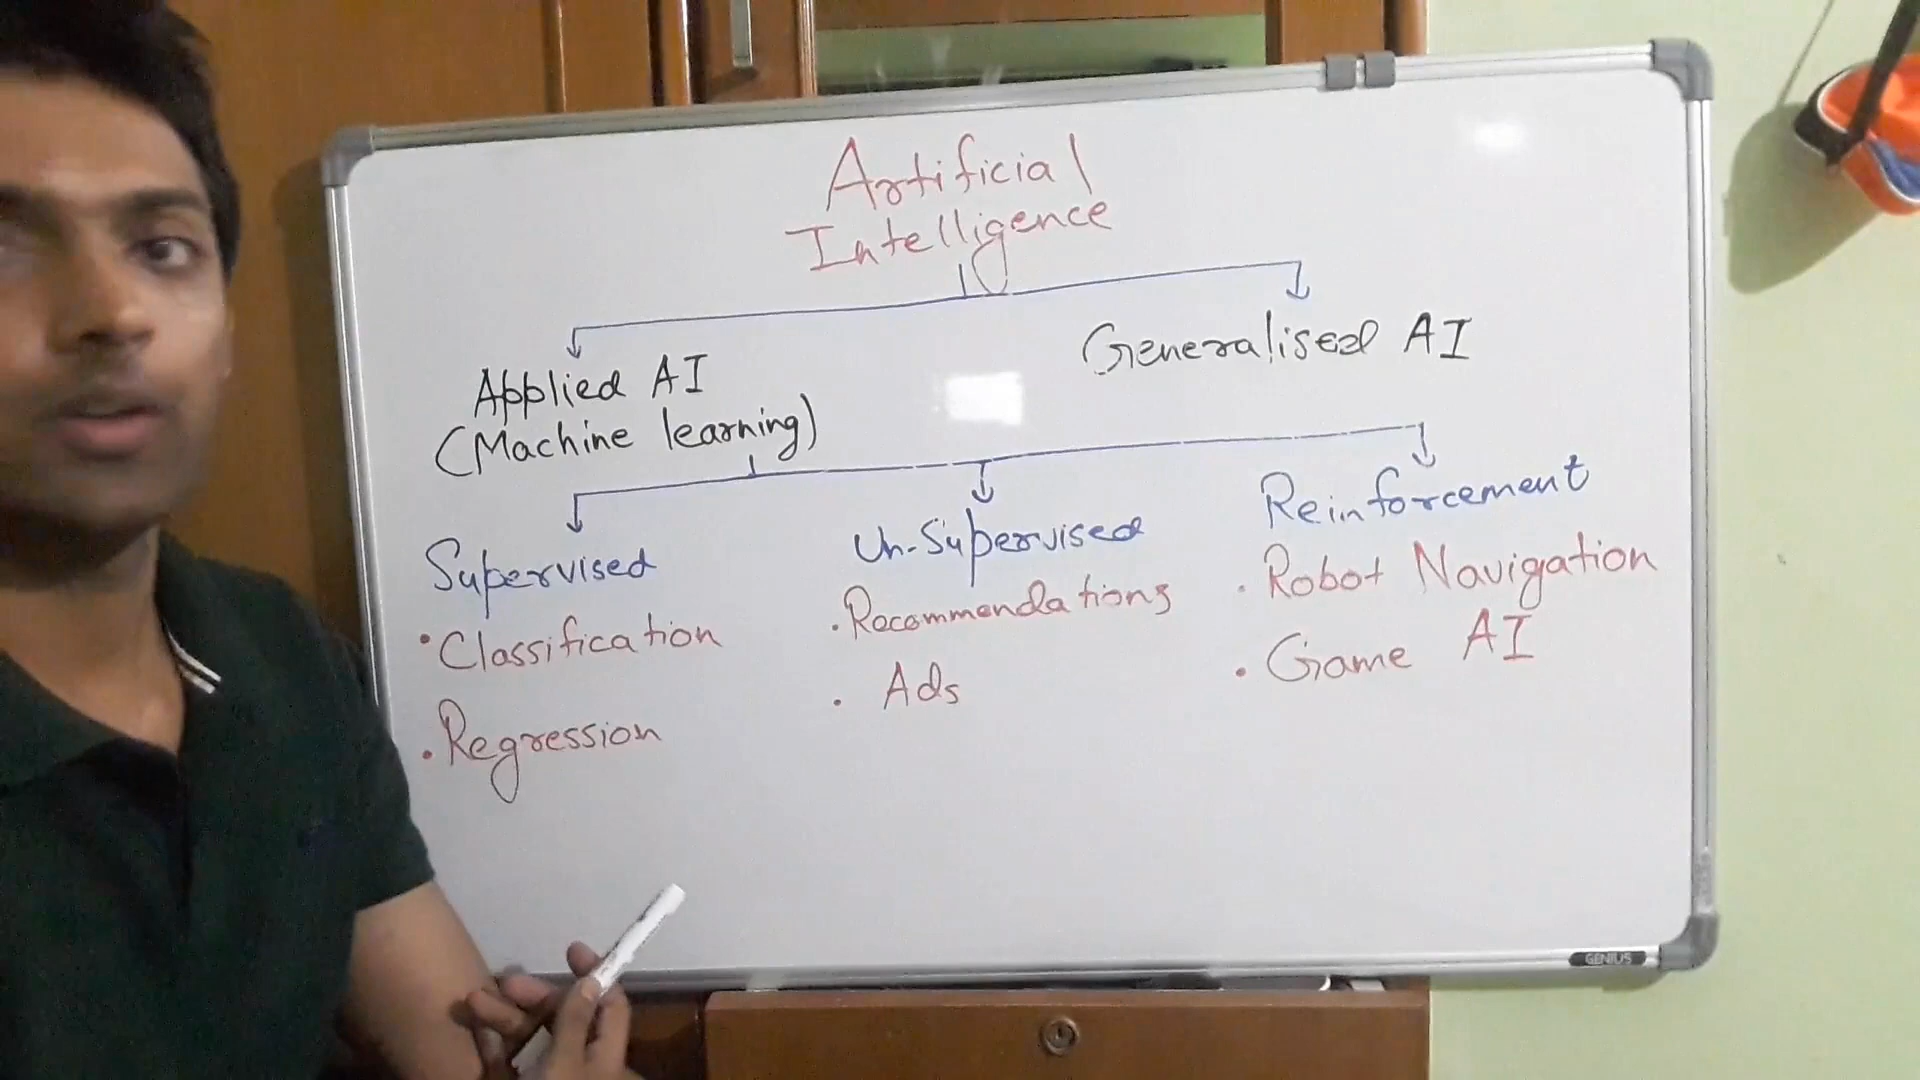 Artificial
Intelligence
Applied AI
(Machine learning)
Generalised AI
Supervised
• Classification
• Regression
Un-Supervised
• Recommendations
• Ads
Reinforcement
• Robot Navigation
• Game AI
GENIUS